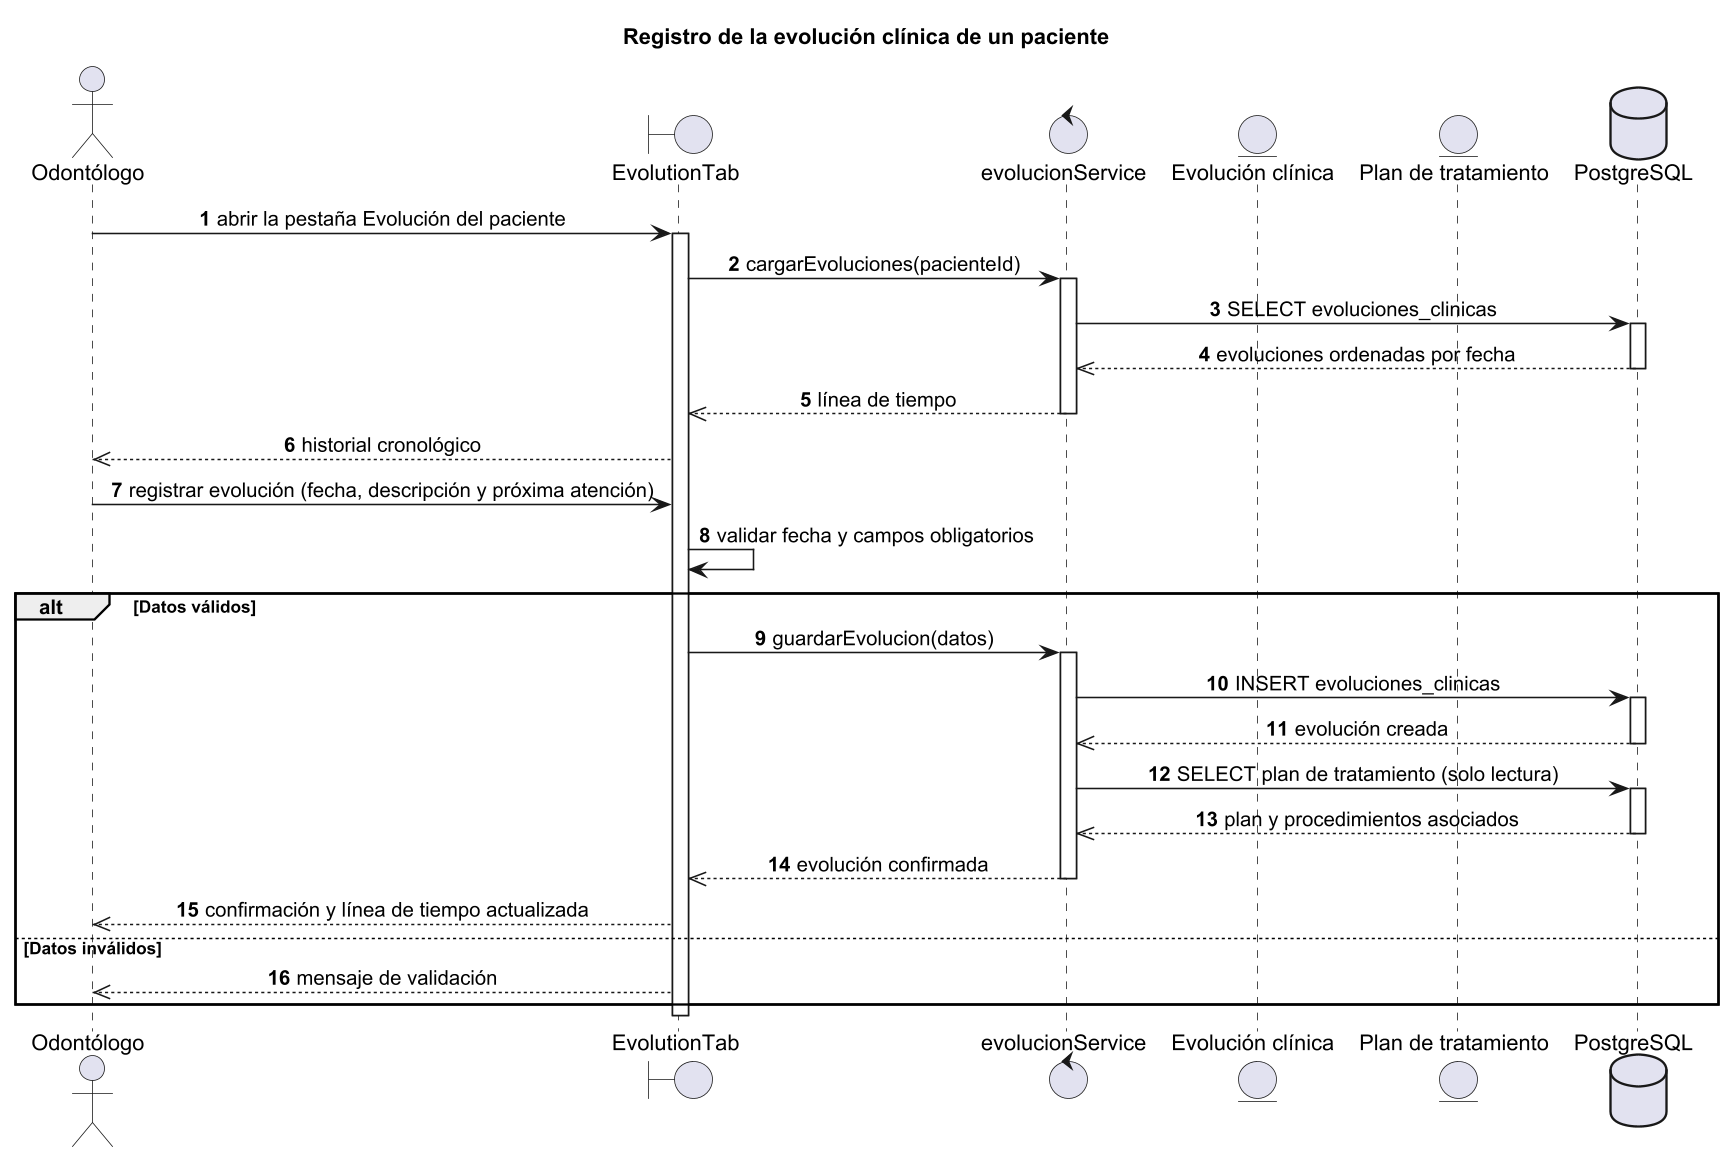 Registro de la evolución clínica de un paciente
Odontólogo
EvolutionTab
evolucionService
Evolución clínica
Plan de tratamiento
PostgreSQL
1 abrir la pestaña Evolución del paciente
2 cargarEvoluciones(pacienteId)
3 SELECT evoluciones_clinicas
4 evoluciones ordenadas por fecha
5 línea de tiempo
6 historial cronológico
7 registrar evolución (fecha, descripción y próxima atención)
8 validar fecha y campos obligatorios
alt [Datos válidos]
9 guardarEvolucion(datos)
10 INSERT evoluciones_clinicas
11 evolución creada
12 SELECT plan de tratamiento (solo lectura)
13 plan y procedimientos asociados
14 evolución confirmada
15 confirmación y línea de tiempo actualizada
[Datos inválidos]
16 mensaje de validación
Odontólogo
EvolutionTab
evolucionService
Evolución clínica
Plan de tratamiento
PostgreSQL